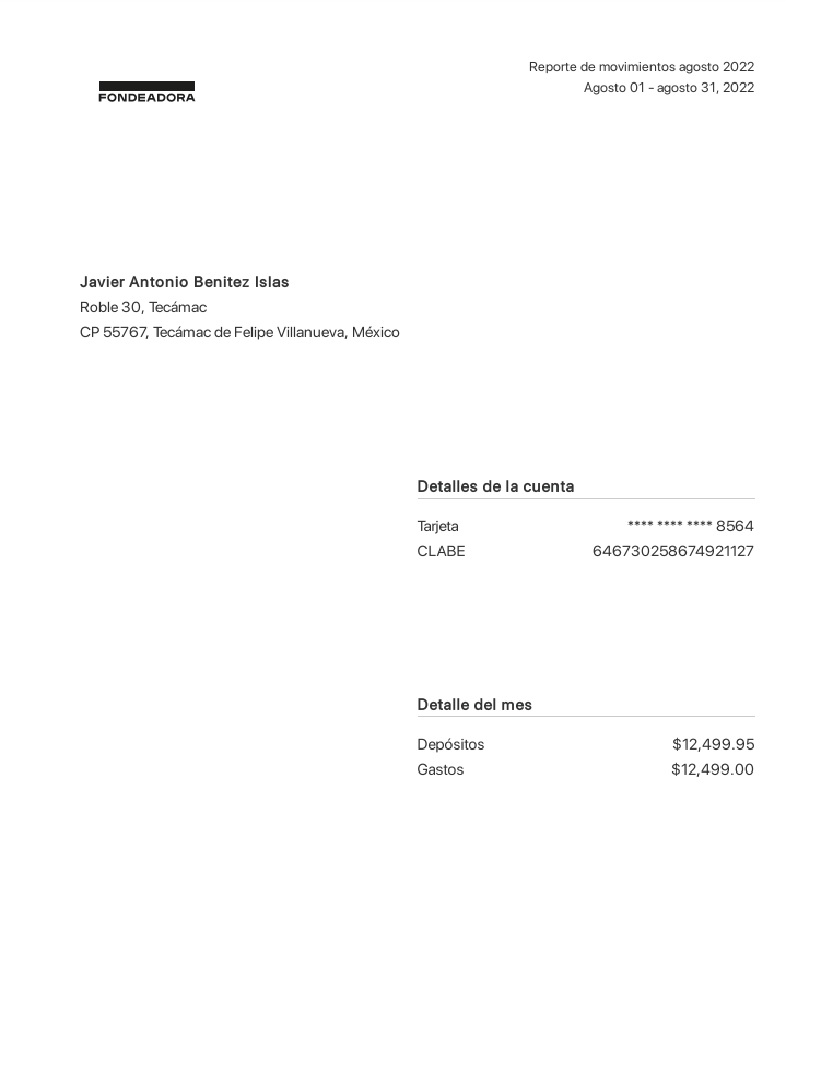 Reporte de movimientos agosto 2022
Agosto 01 - agosto 31, 2022
FONDEADORA
Javier Antonio Benitez Islas
Roble 30, Tecámac
CP 55767, Tecámac de Felipe Villanueva, México
Detalles de la cuenta
Tarjeta **** **** **** 8564
CLABE 646730258674921127
Detalle del mes
Depósitos $12,499.95
Gastos $12,499.00